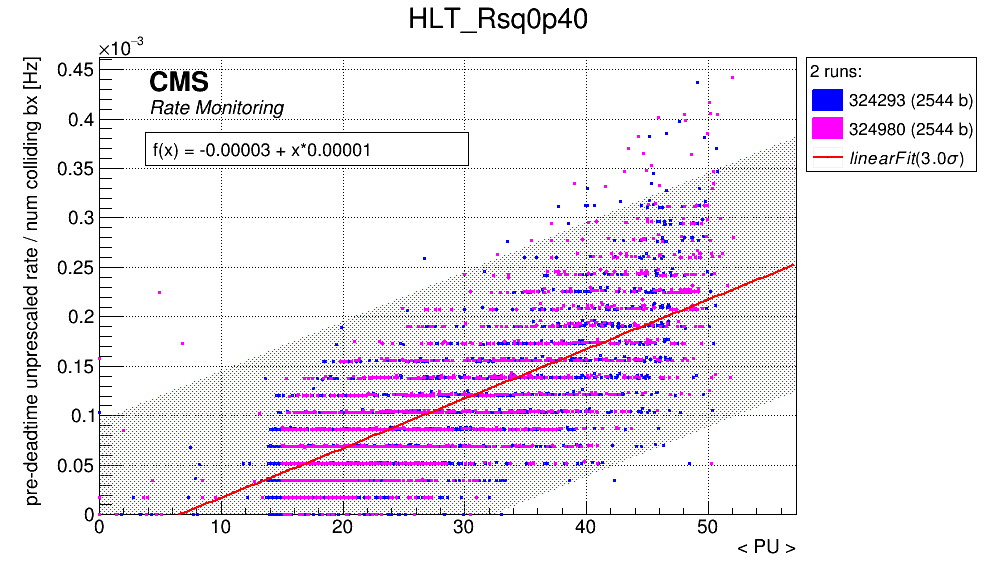 HLT_Rsq0p40
×10⁻³
pre-deadtime unprescaled rate / num colliding bx [Hz]
0.45
0.4
0.35
0.3
0.25
0.2
0.15
0.1
0.05
0
CMS
Rate Monitoring
f(x) = -0.00003 + x*0.00001
2 runs:
324293 (2544 b)
324980 (2544 b)
linearFit(3.0σ)
0 10 20 30 40 50
< PU >